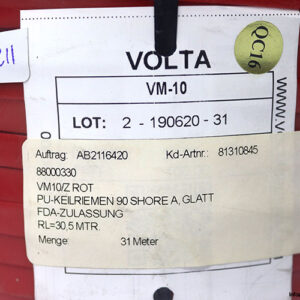 VOLTA
QC16
VM-10
LOT: 2 - 190620 - 31
Auftrag: AB2116420 Kd-Artnr.: 81310845
88000330
VM10/Z ROT
PU-KEILRIEMEN 90 SHORE A, GLATT
FDA-ZULASSUNG
RL=30,5 MTR.
Menge: 31 Meter